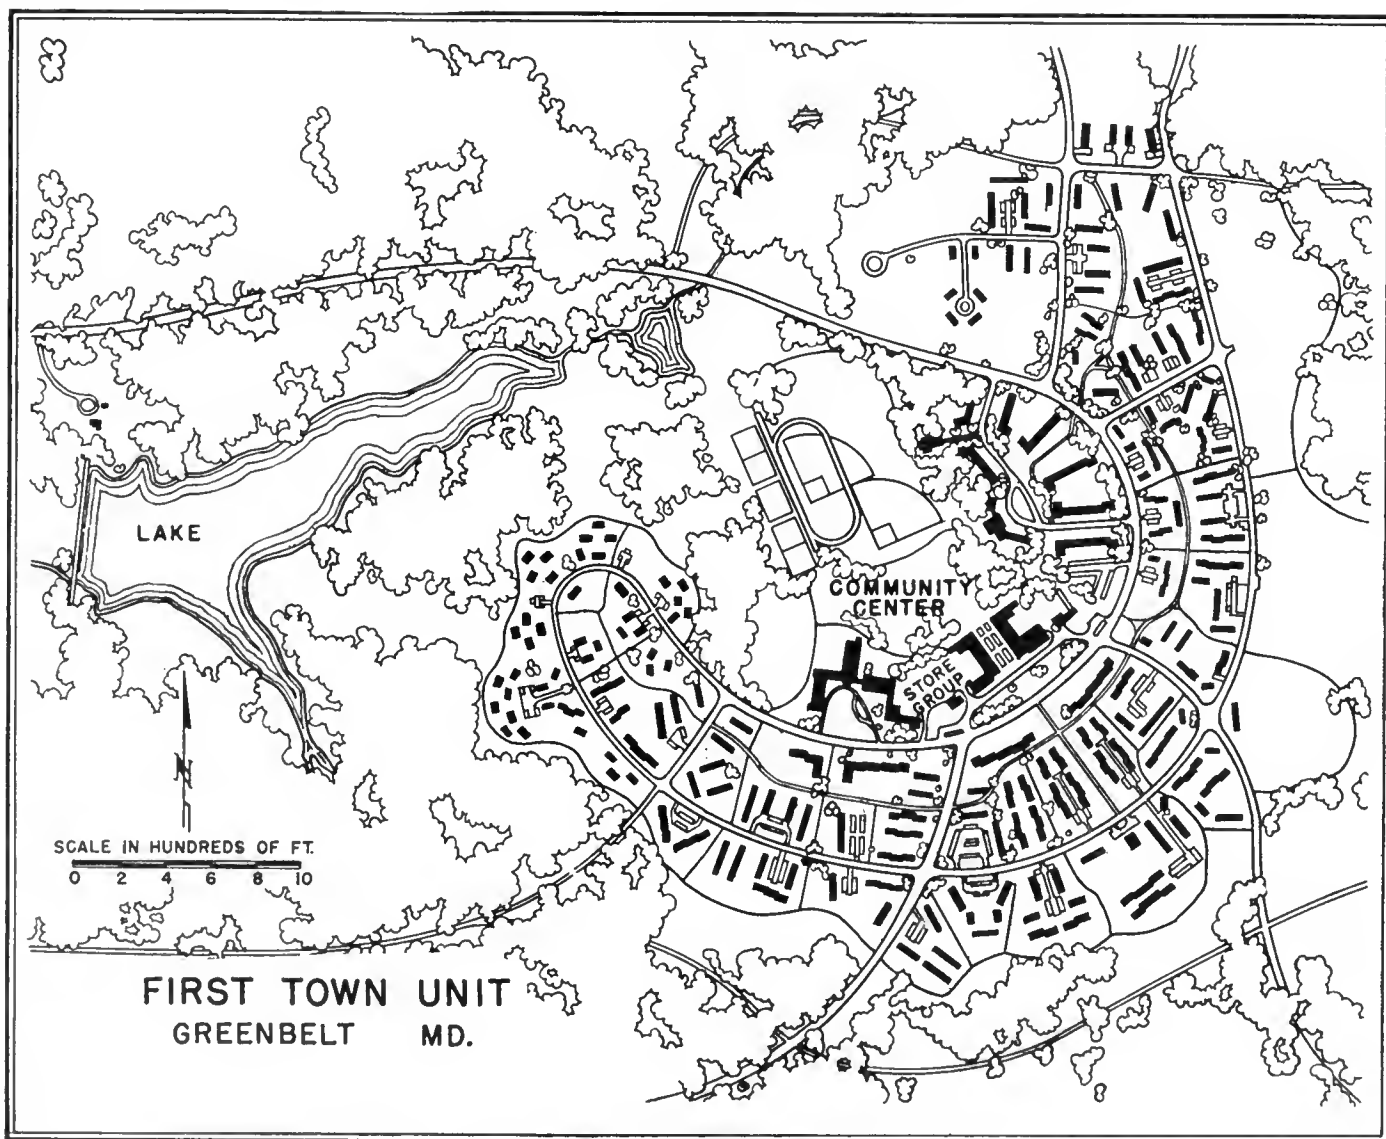 LAKE
COMMUNITY
CENTER
STORE
GROUP
N
SCALE IN HUNDREDS OF FT.
0 2 4 6 8 10
FIRST TOWN UNIT
GREENBELT MD.